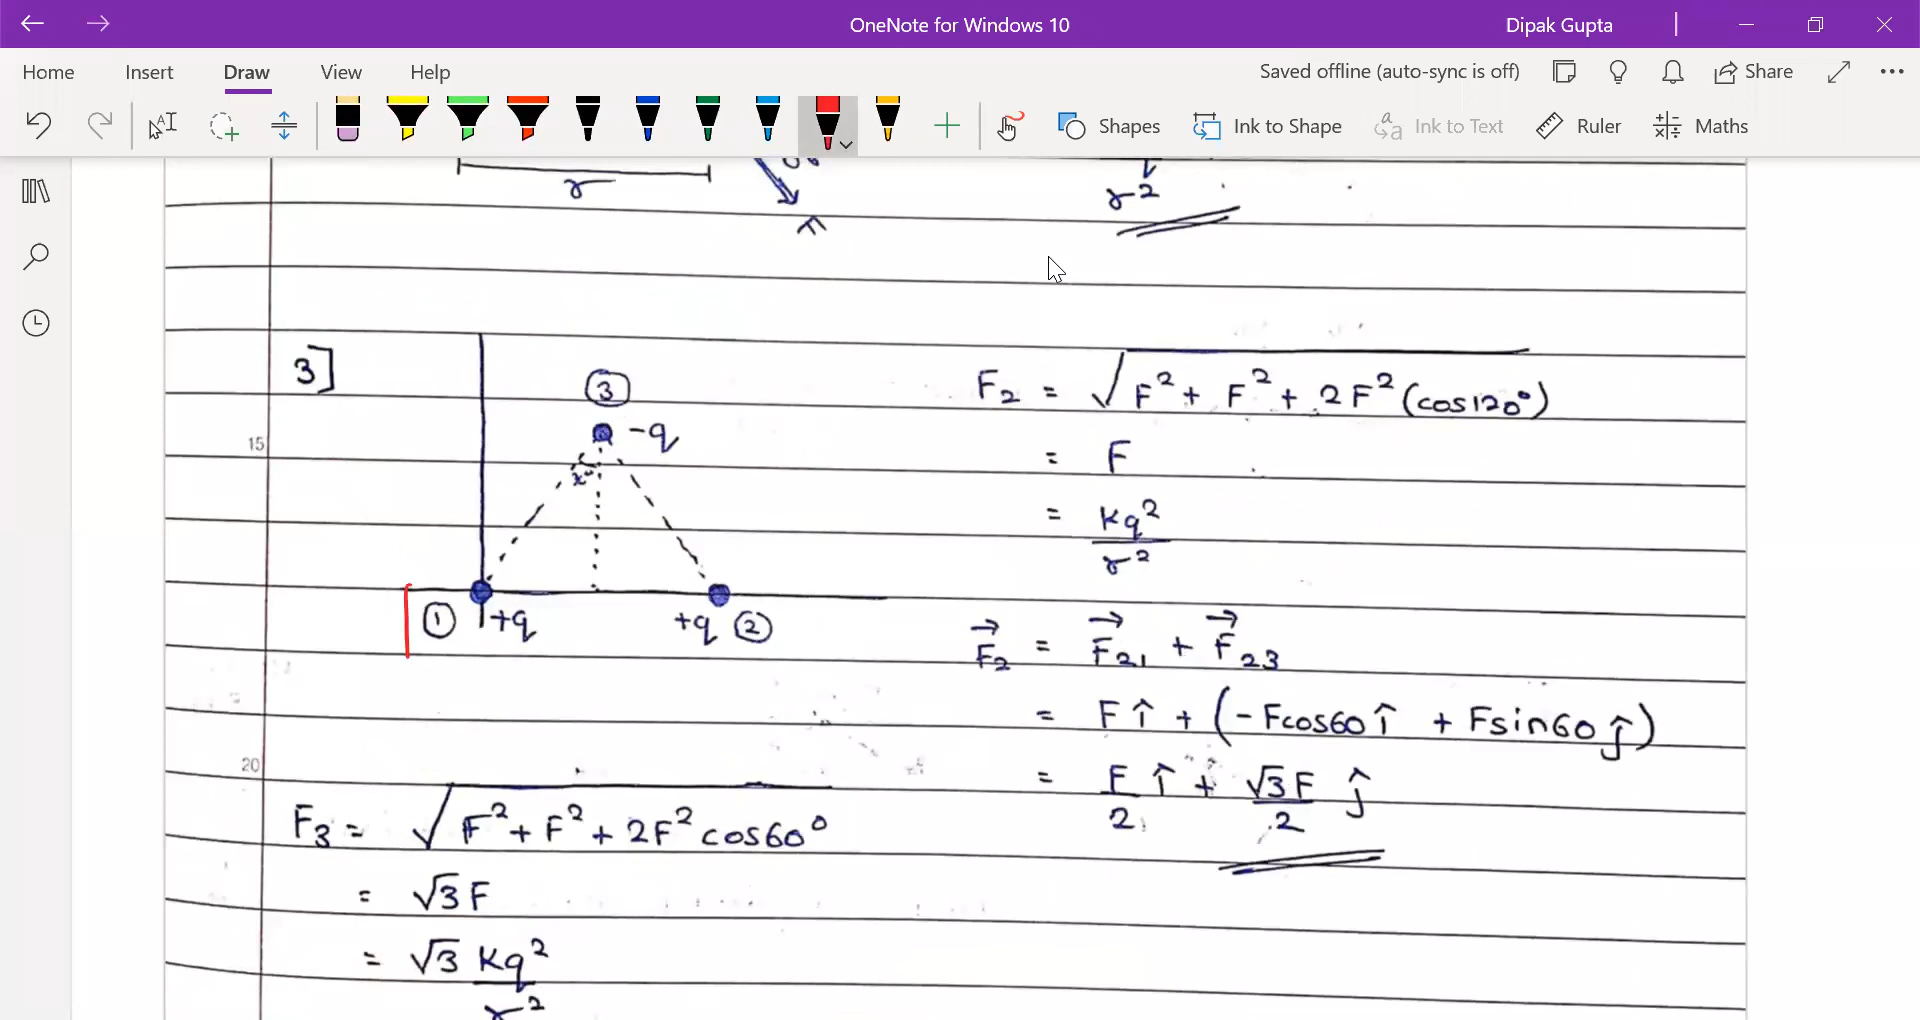 OneNote for Windows 10
Dipak Gupta
Home Insert Draw View Help
Saved offline (auto-sync is off) Share
Shapes Ink to Shape Ink to Text Ruler Maths
r
r²
3]
③
-q
x°
① +q
+q ②
F₂ = √(F² + F² + 2F² (cos120°)
= F
= Kq²
r²
F₂ = F₂₁ + F₂₃
= F î + (-Fcos60 î + Fsin60 ĵ)
= F/2 î + √3F/2 ĵ
15
20
F₃ = √F² + F² + 2F² cos60°
= √3 F
= √3 Kq²
r²